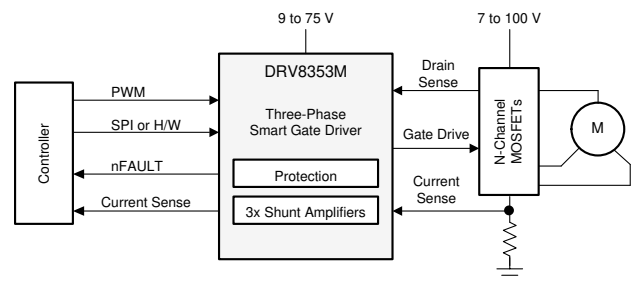 9 to 75 V
7 to 100 V
DRV8353M
Three-Phase
Smart Gate Driver
Protection
3x Shunt Amplifiers
Controller
PWM
SPI or H/W
nFAULT
Current Sense
Drain
Sense
Gate Drive
Current
Sense
N-Channel
MOSFETs
M